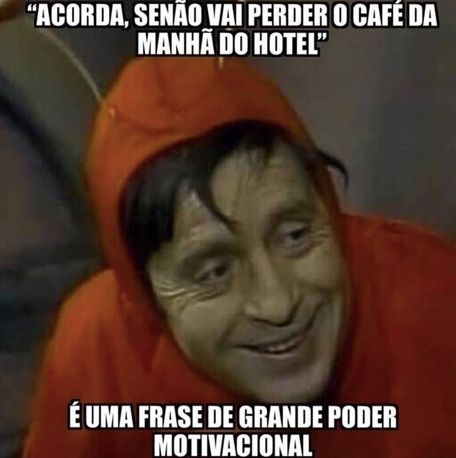 “ACORDA, SENÃO VAI PERDER O CAFÉ DA
MANHÃ DO HOTEL”
É UMA FRASE DE GRANDE PODER
MOTIVACIONAL